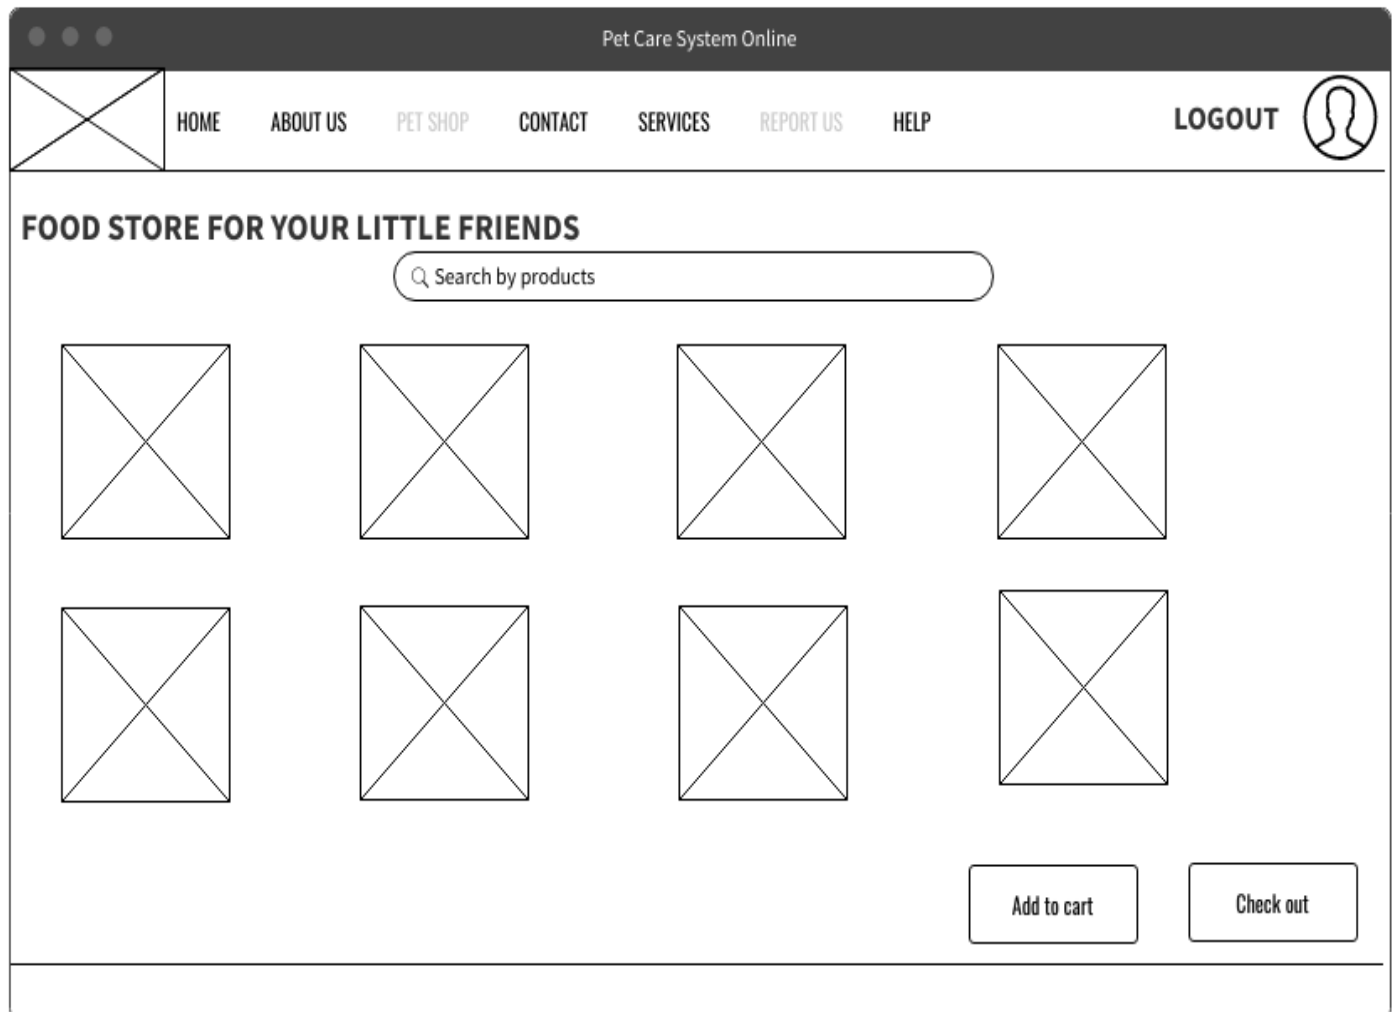 Pet Care System Online
HOME ABOUT US PET SHOP CONTACT SERVICES REPORT US HELP LOGOUT
FOOD STORE FOR YOUR LITTLE FRIENDS
Search by products
Add to cart Check out